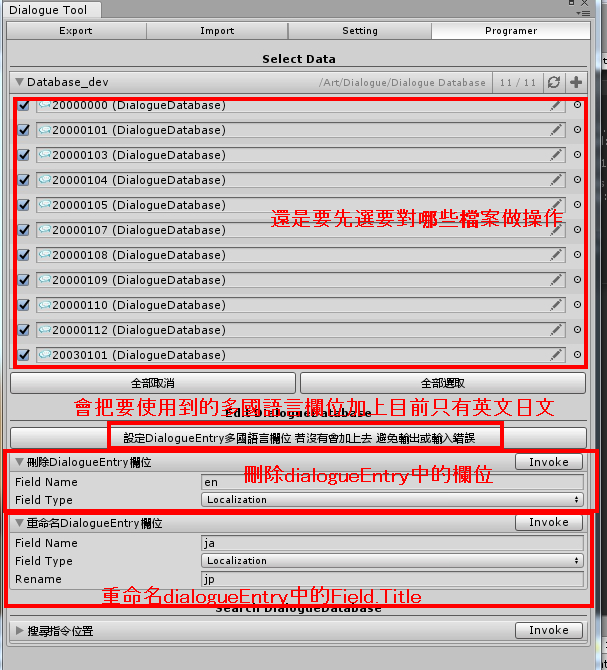 Dialogue Tool
Export Import Setting Programer
Select Data
Database_dev /Art/Dialogue/Dialogue Database 11 / 11
20000000 (DialogueDatabase)
20000101 (DialogueDatabase)
20000103 (DialogueDatabase)
20000104 (DialogueDatabase)
20000105 (DialogueDatabase)
還是要先選要對哪些檔案做操作
20000107 (DialogueDatabase)
20000108 (DialogueDatabase)
20000109 (DialogueDatabase)
20000110 (DialogueDatabase)
20000112 (DialogueDatabase)
20030101 (DialogueDatabase)
全部取消 全部選取
會把要使用到的多國語言欄位加上目前只有英文日文
Edit DialogueDatabase
設定DialogueEntry多國語言欄位 若沒有會加上去 避免輸出或輸入錯誤
刪除DialogueEntry欄位 Invoke
刪除dialogueEntry中的欄位
Field Name en
Field Type Localization
重命名DialogueEntry欄位 Invoke
Field Name ja
Field Type Localization
Rename jp
重命名dialogueEntry中的Field.Title
Search DialogueDatabase
搜尋指令位置 Invoke